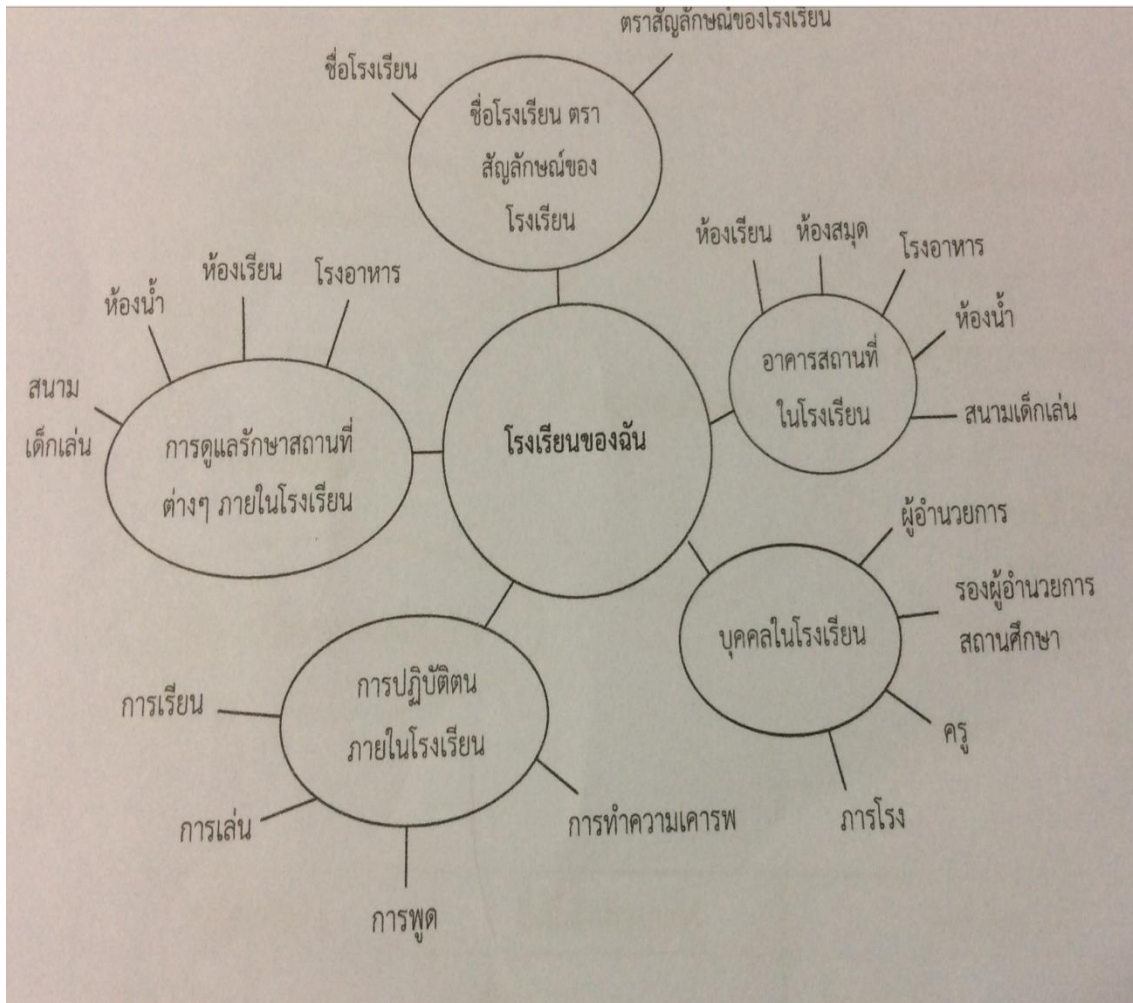 ตราสัญลักษณ์ของโรงเรียน
ชื่อโรงเรียน
ชื่อโรงเรียน ตรา
สัญลักษณ์ของ
โรงเรียน
ห้องเรียน
ห้องสมุด
โรงอาหาร
ห้องน้ำ
สนามเด็กเล่น
อาคารสถานที่
ในโรงเรียน
ห้องเรียน
โรงอาหาร
ห้องน้ำ
สนาม
เด็กเล่น
การดูแลรักษาสถานที่
ต่างๆ ภายในโรงเรียน
โรงเรียนของฉัน
ผู้อำนวยการ
รองผู้อำนวยการ
สถานศึกษา
บุคคลในโรงเรียน
ครู
ภารโรง
การปฏิบัติตน
ภายในโรงเรียน
การเรียน
การเล่น
การพูด
การทำความเคารพ